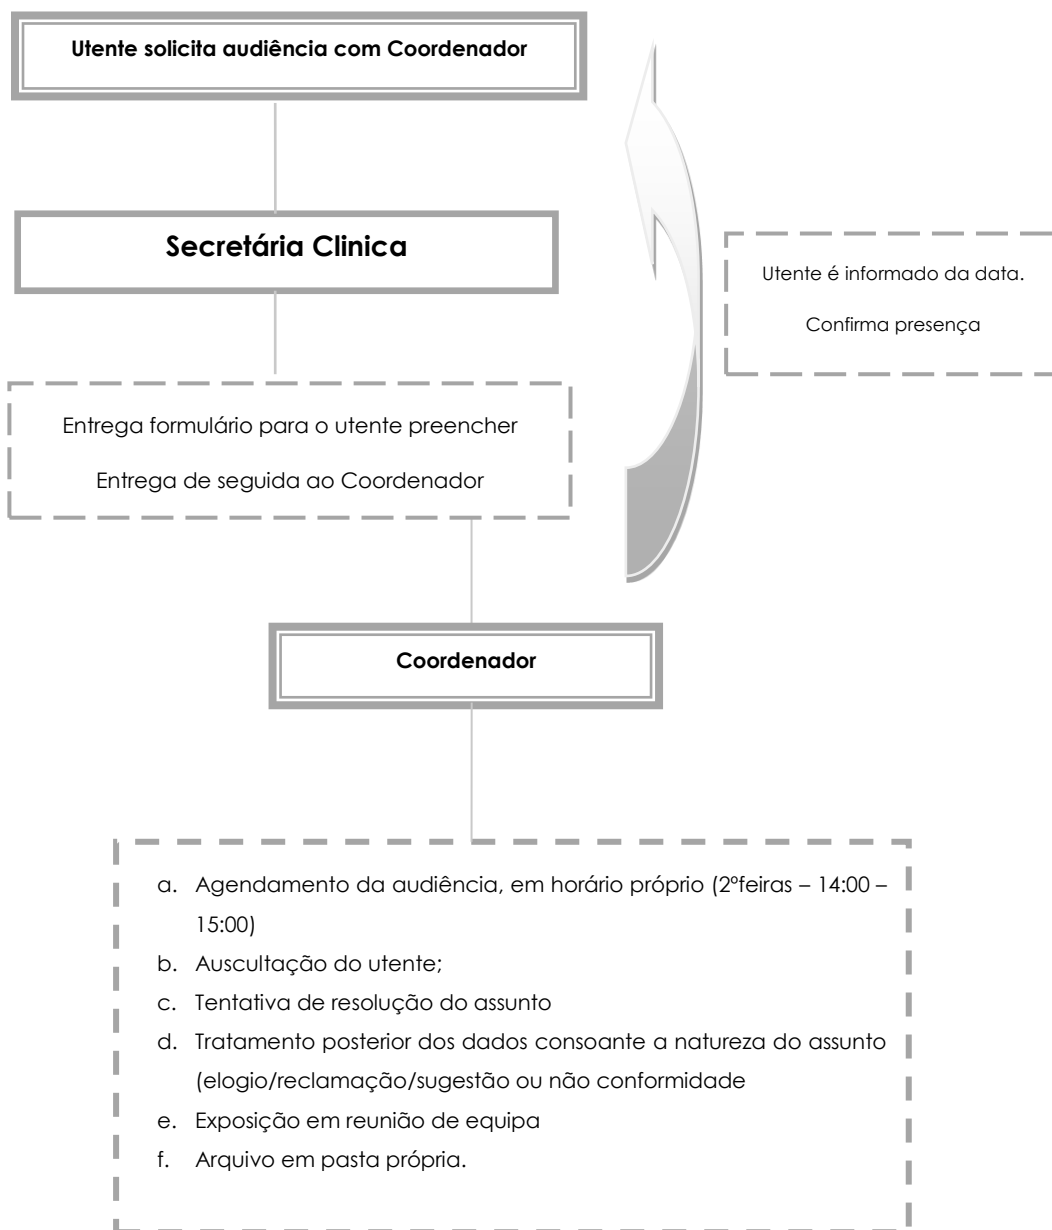 Utente solicita audiência com Coordenador
Secretária Clinica
Utente é informado da data.
Confirma presença
Entrega formulário para o utente preencher
Entrega de seguida ao Coordenador
Coordenador
a. Agendamento da audiência, em horário próprio (2ºfeiras – 14:00 –
15:00)
b. Auscultação do utente;
c. Tentativa de resolução do assunto
d. Tratamento posterior dos dados consoante a natureza do assunto
(elogio/reclamação/sugestão ou não conformidade
e. Exposição em reunião de equipa
f. Arquivo em pasta própria.